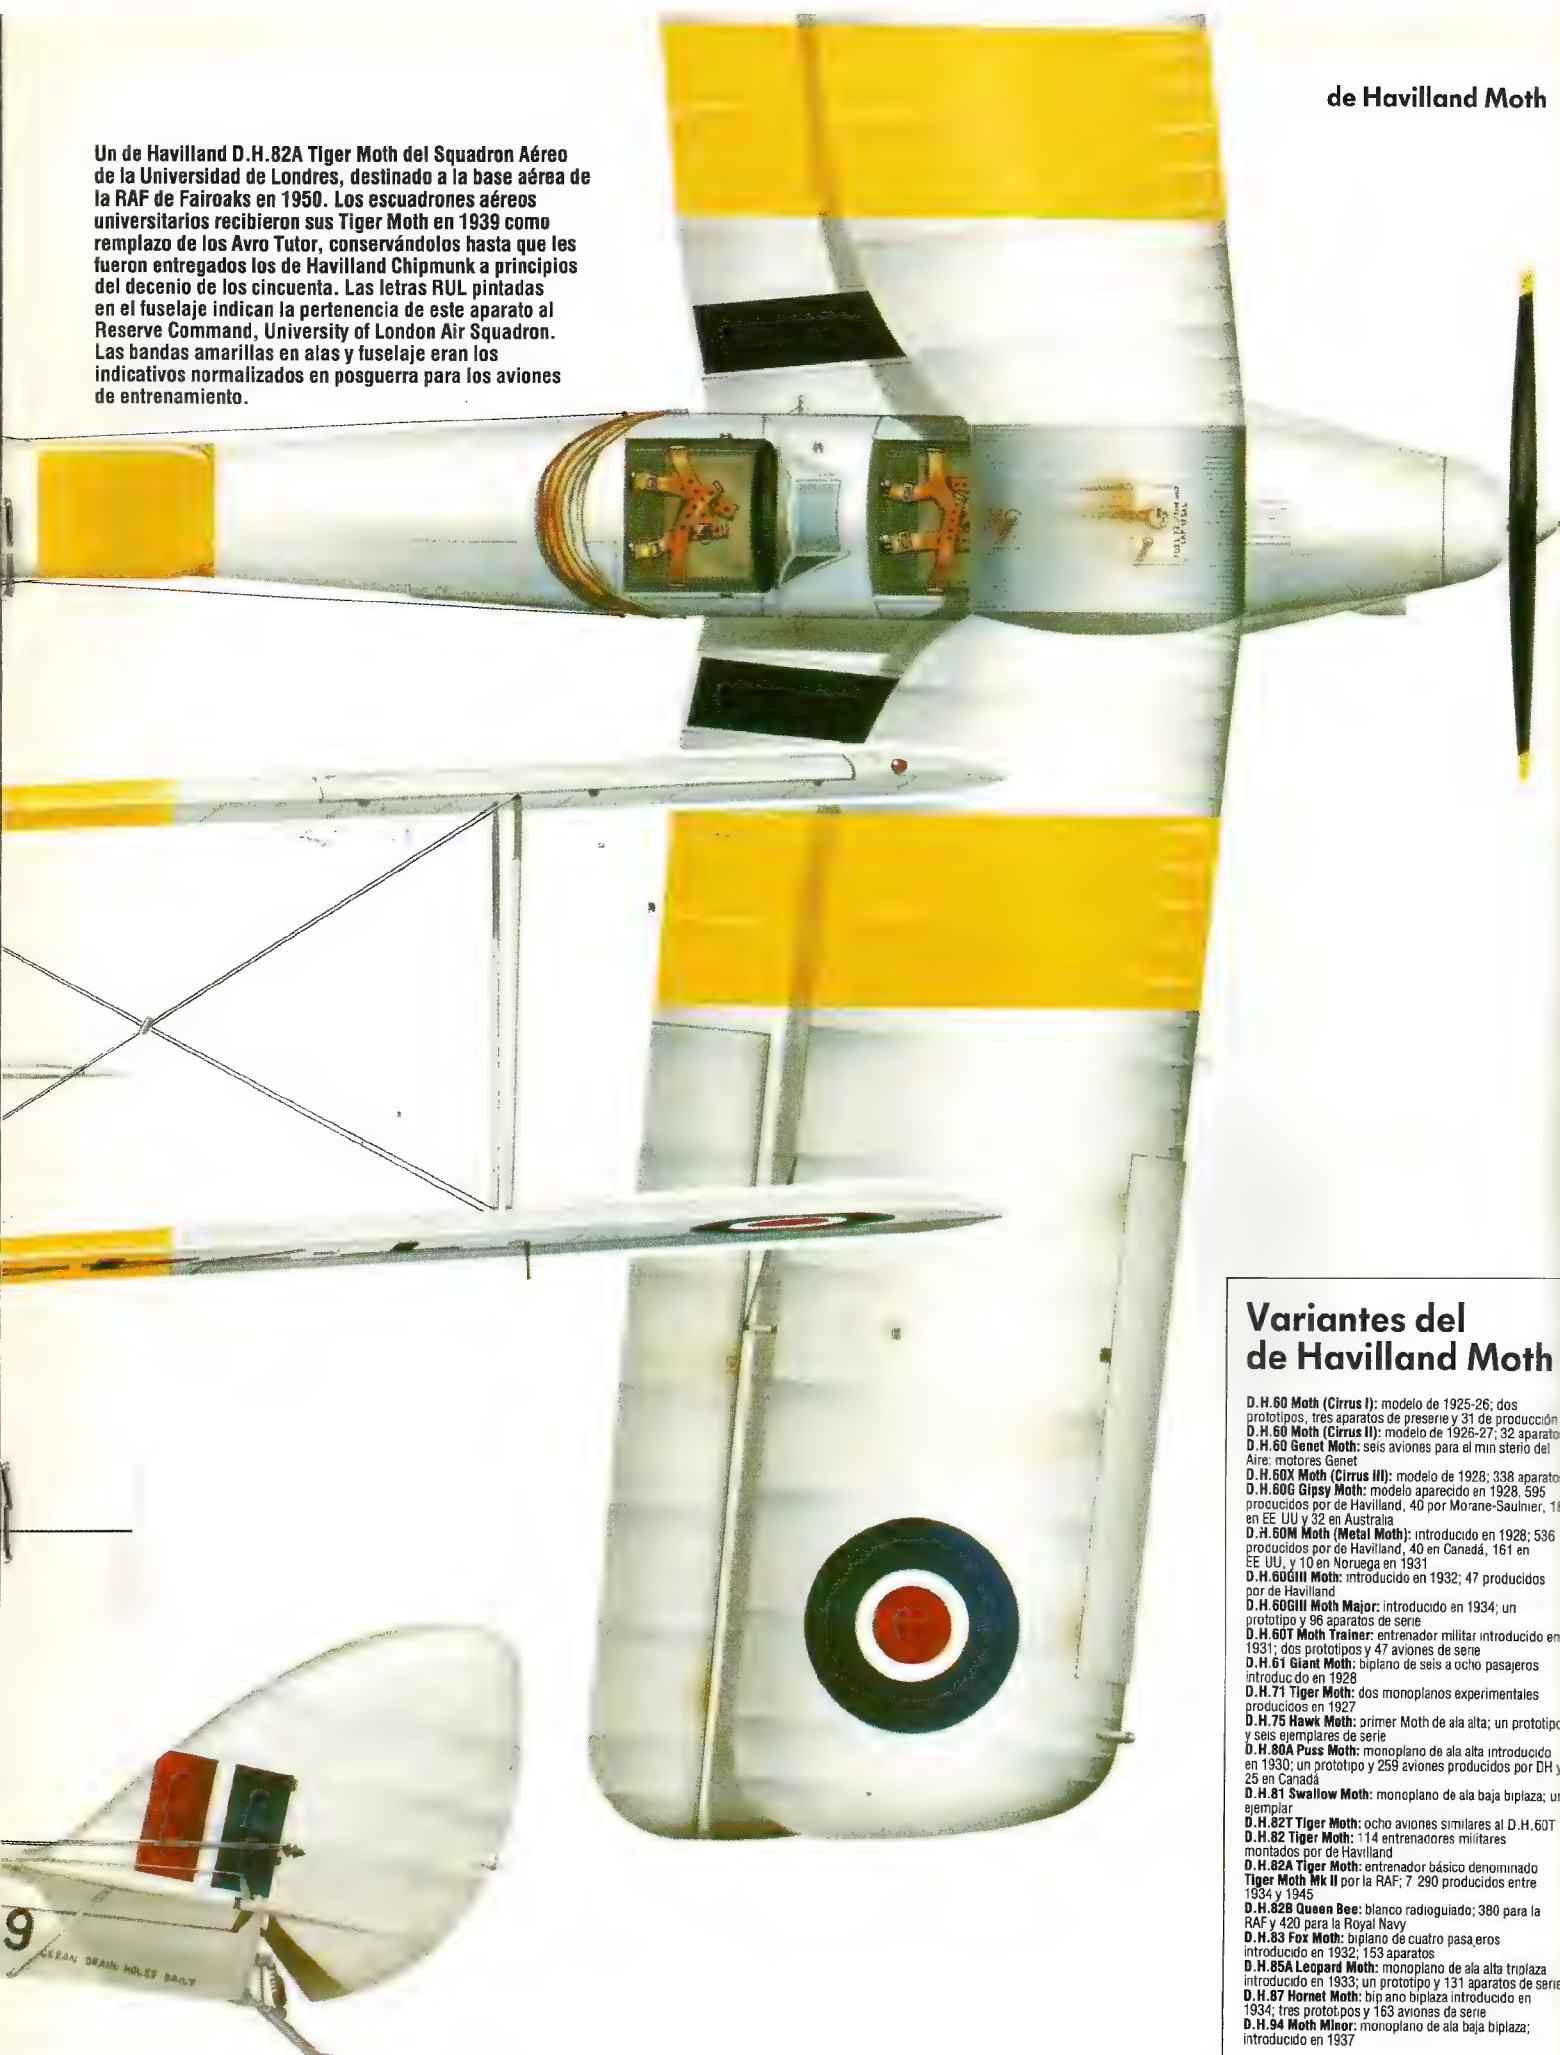 de Havilland Moth
Un de Havilland D.H.82A Tiger Moth del Squadron Aéreo
de la Universidad de Londres, destinado a la base aérea de
la RAF de Fairoaks en 1950. Los escuadrones aéreos
universitarios recibieron sus Tiger Moth en 1939 como
remplazo de los Avro Tutor, conservándolos hasta que les
fueron entregados los de Havilland Chipmunk a principios
del decenio de los cincuenta. Las letras RUL pintadas
en el fuselaje indican la pertenencia de este aparato al
Reserve Command, University of London Air Squadron.
Las bandas amarillas en alas y fuselaje eran los
indicativos normalizados en posguerra para los aviones
de entrenamiento.
Variantes del
de Havilland Moth
D.H.60 Moth (Cirrus I): modelo de 1925-26; dos
prototipos, tres aparatos de preserie y 31 de producción
D.H.60 Moth (Cirrus II): modelo de 1926-27; 32 aparato
D.H.60 Genet Moth: seis aviones para el min sterio del
Aire; motores Genet
D.H.60X Moth (Cirrus III): modelo de 1928; 338 aparato
D.H.60G Gipsy Moth: modelo aparecido en 1928, 595
producidos por de Havilland, 40 por Morane-Saulnier, 18
en EE UU y 32 en Australia
D.H.60M Moth (Metal Moth): introducido en 1928; 536
producidos por de Havilland, 40 en Canadá, 161 en
EE UU, y 10 en Noruega en 1931
D.H.60GIII Moth: introducido en 1932; 47 producidos
por de Havilland
D.H.60GIII Moth Major: introducido en 1934; un
prototipo y 96 aparatos de serie
D.H.60T Moth Trainer: entrenador militar introducido en
1931; dos prototipos y 47 aviones de serie
D.H.61 Giant Moth: biplano de seis a ocho pasajeros
introduc do en 1928
D.H.71 Tiger Moth: dos monoplanos experimentales
producidos en 1927
D.H.75 Hawk Moth: primer Moth de ala alta; un prototipo
y seis ejemplares de serie
D.H.80A Puss Moth: monoplano de ala alta introducido
en 1930; un prototipo y 259 aviones producidos por DH y
25 en Canadá
D.H.81 Swallow Moth: monoplano de ala baja biplaza; un
ejemplar
D.H.82T Tiger Moth: ocho aviones similares al D.H.60T
D.H.82 Tiger Moth: 114 entrenadores militares
montados por de Havilland
D.H.82A Tiger Moth: entrenador básico denominado
Tiger Moth Mk II por la RAF; 7 290 producidos entre
1934 y 1945
D.H.82B Queen Bee: blanco radioguiado; 380 para la
RAF y 420 para la Royal Navy
D.H.83 Fox Moth: biplano de cuatro pasa,eros
introducido en 1932; 153 aparatos
D.H.85A Leopard Moth: monoplano de ala alta triplaza
introducido en 1933; un prototipo y 131 aparatos de serie
D.H.87 Hornet Moth: bip ano biplaza introducido en
1934; tres prototipos y 163 aviones de serie
D.H.94 Moth Minor: monoplano de ala baja biplaza;
introducido en 1937
9
CLEAN DRAIN HOLES DAILY